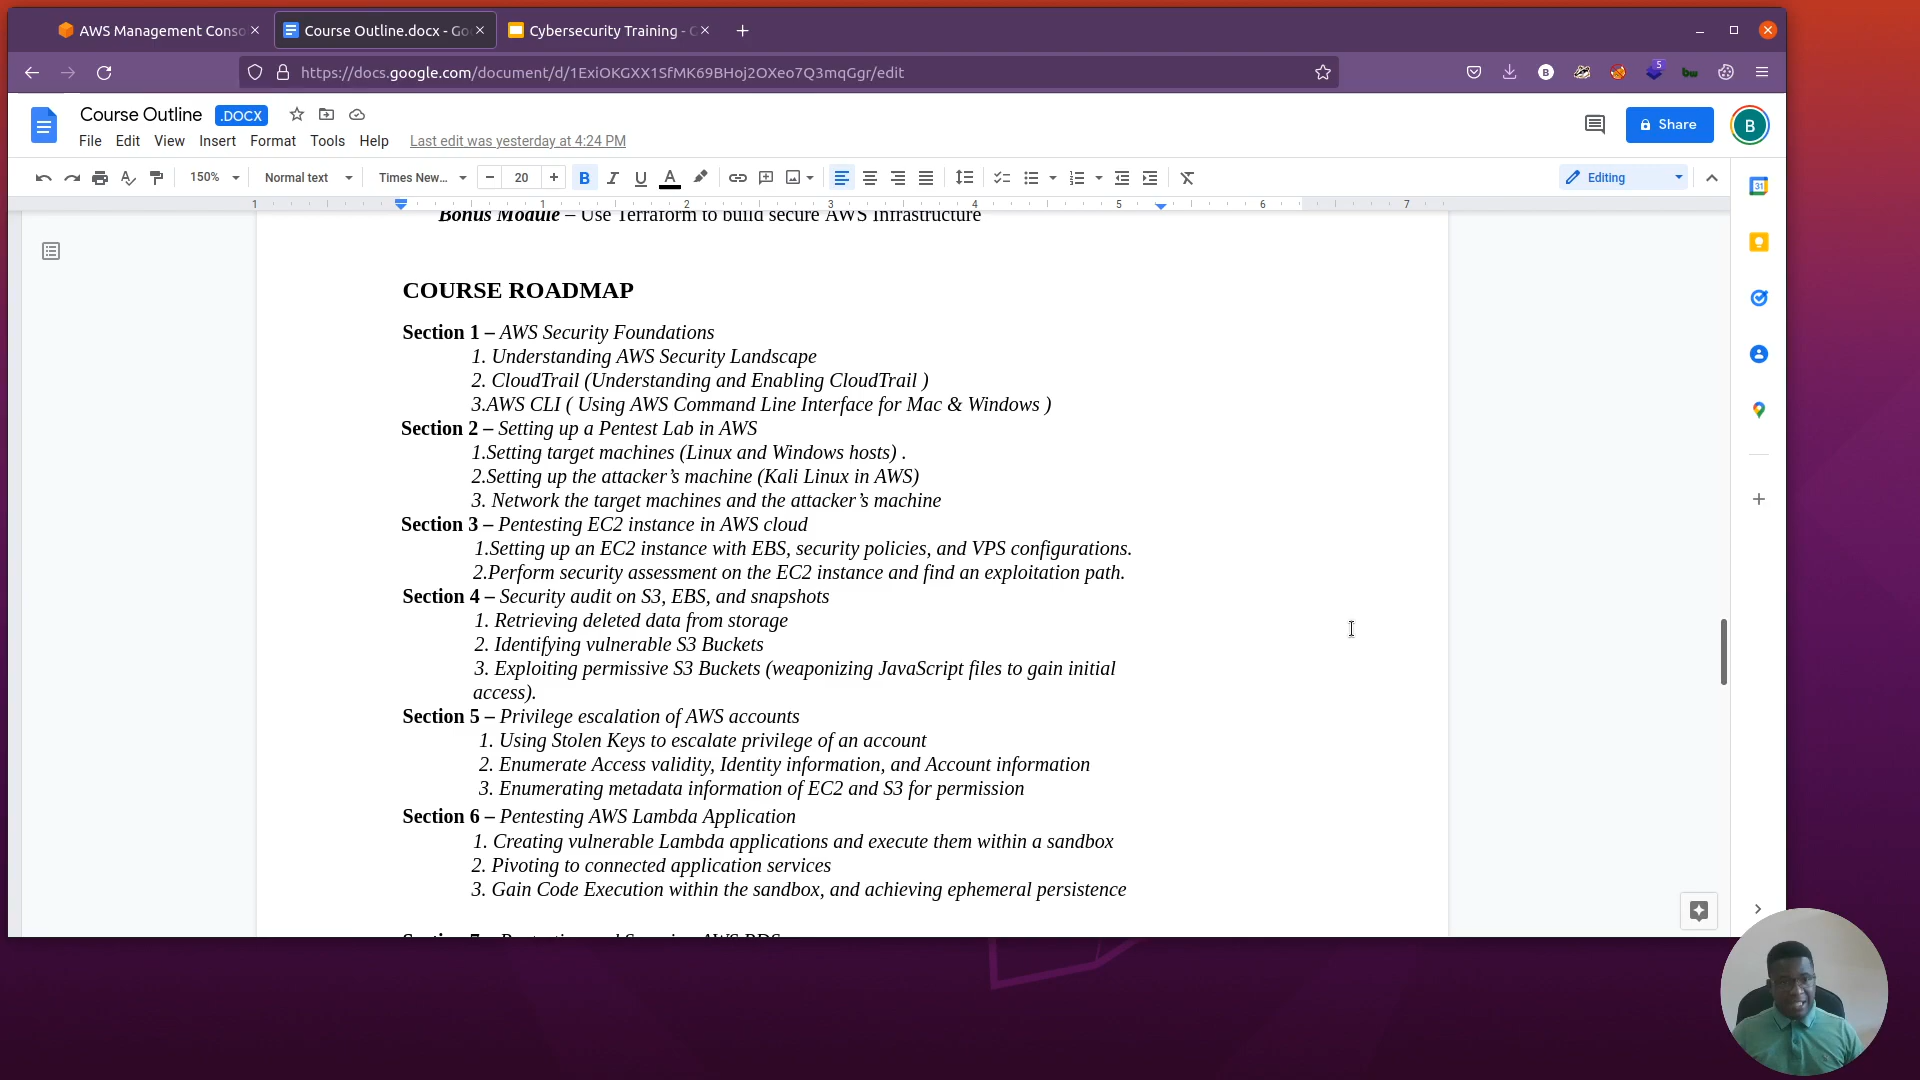 AWS Management Conso
Course Outline.docx - Go
Cybersecurity Training - C
https://docs.google.com/document/d/1ExiOKGXX1SfMK69BHoj2OXeo7Q3mqGgr/edit
B
5
Course Outline
.DOCX
File Edit View Insert Format Tools Help Last edit was yesterday at 4:24 PM
Share
B
150%
Normal text
Times New...
20
B I U A
Editing
31
1 1 2 3 4 5 6 7
Bonus Module – Use Terraform to build secure AWS Infrastructure
COURSE ROADMAP
Section 1 – AWS Security Foundations
1. Understanding AWS Security Landscape
2. CloudTrail (Understanding and Enabling CloudTrail )
3.AWS CLI ( Using AWS Command Line Interface for Mac & Windows )
Section 2 – Setting up a Pentest Lab in AWS
1.Setting target machines (Linux and Windows hosts) .
2.Setting up the attacker’s machine (Kali Linux in AWS)
3. Network the target machines and the attacker’s machine
Section 3 – Pentesting EC2 instance in AWS cloud
1.Setting up an EC2 instance with EBS, security policies, and VPS configurations.
2.Perform security assessment on the EC2 instance and find an exploitation path.
Section 4 – Security audit on S3, EBS, and snapshots
1. Retrieving deleted data from storage
2. Identifying vulnerable S3 Buckets
3. Exploiting permissive S3 Buckets (weaponizing JavaScript files to gain initial
access).
Section 5 – Privilege escalation of AWS accounts
1. Using Stolen Keys to escalate privilege of an account
2. Enumerate Access validity, Identity information, and Account information
3. Enumerating metadata information of EC2 and S3 for permission
Section 6 – Pentesting AWS Lambda Application
1. Creating vulnerable Lambda applications and execute them within a sandbox
2. Pivoting to connected application services
3. Gain Code Execution within the sandbox, and achieving ephemeral persistence